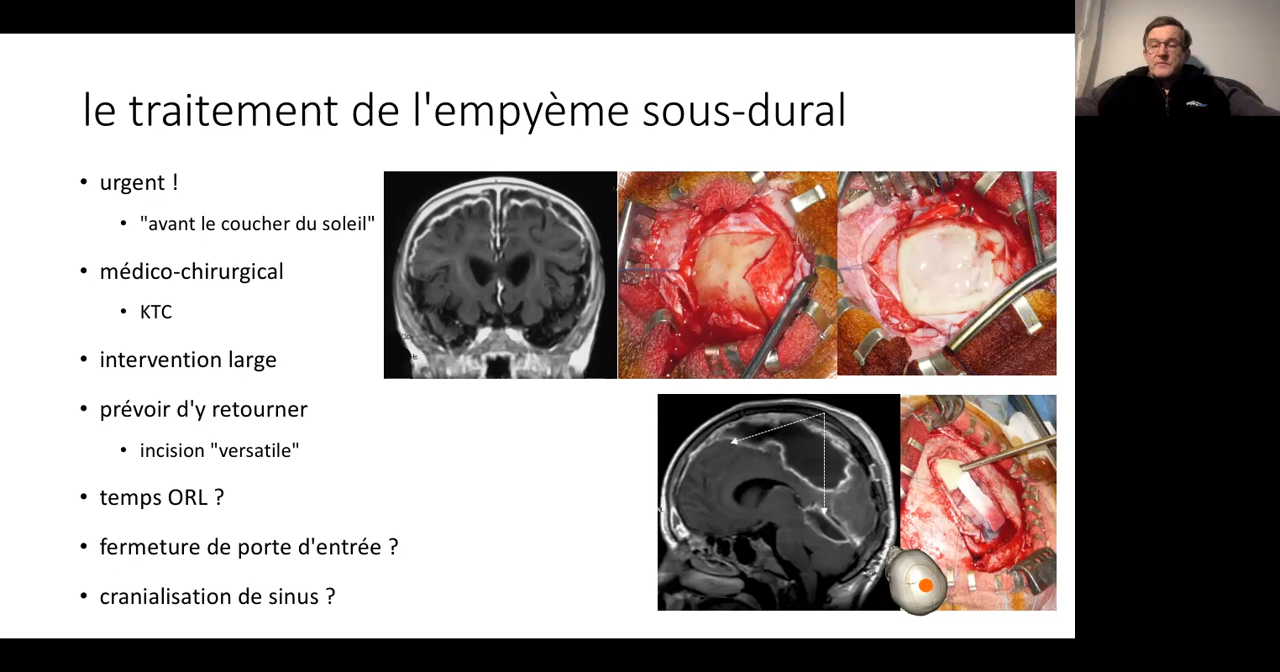 le traitement de l'empyème sous-dural
• urgent !
• "avant le coucher du soleil"
• médico-chirurgical
• KTC
• intervention large
• prévoir d'y retourner
• incision "versatile"
• temps ORL ?
• fermeture de porte d'entrée ?
• cranialisation de sinus ?